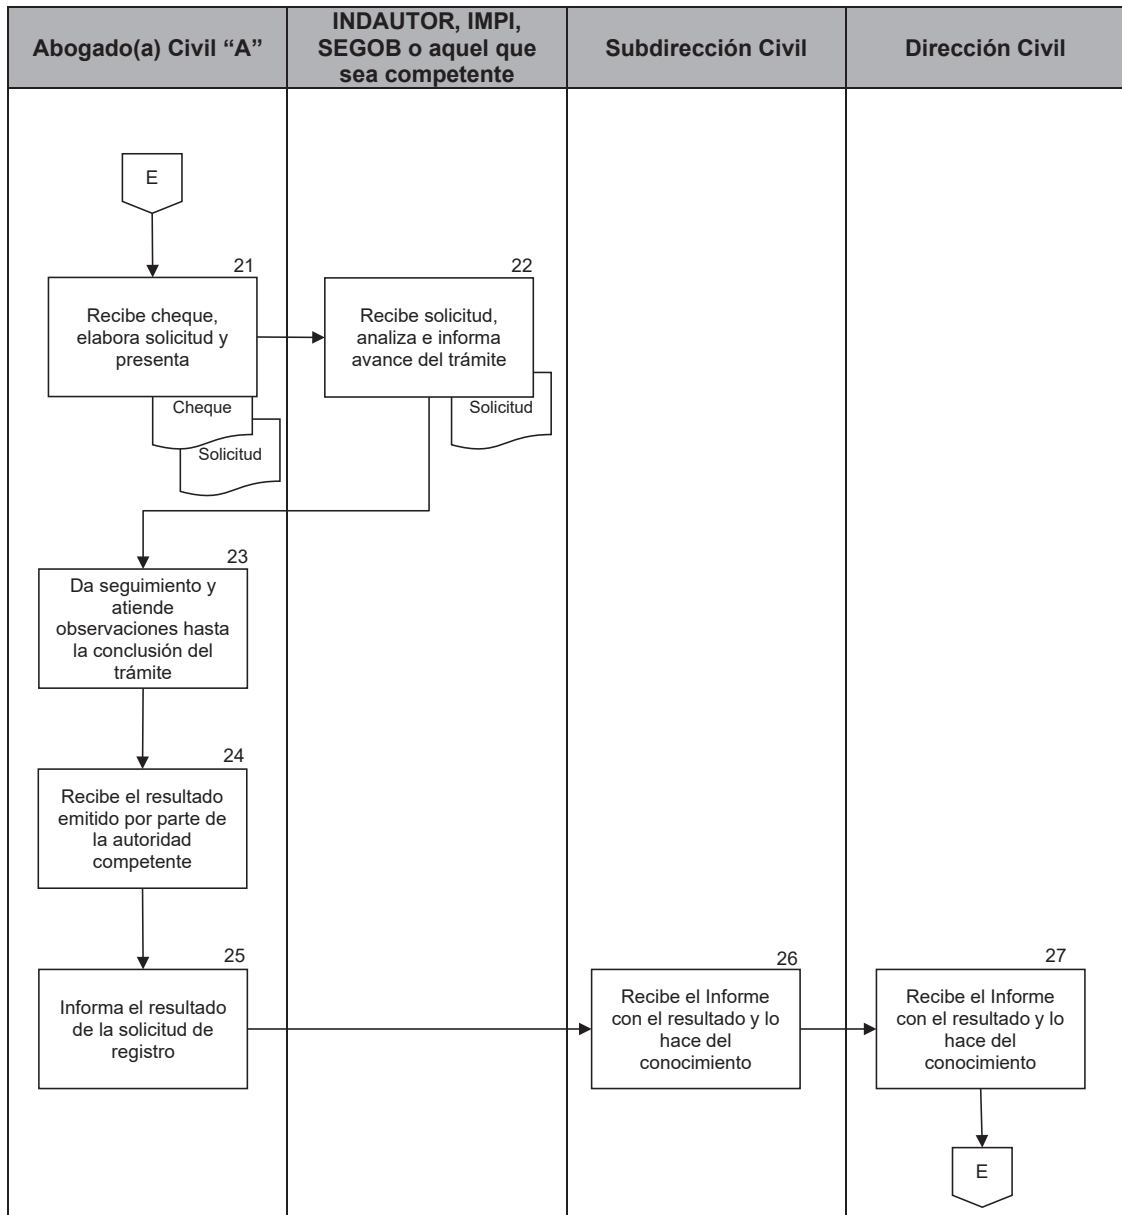 Abogado(a) Civil “A”
INDAUTOR, IMPI,
SEGOB o aquel que
sea competente
Subdirección Civil
Dirección Civil
E
21
Recibe cheque,
elabora solicitud y
presenta
Cheque
Solicitud
22
Recibe solicitud,
analiza e informa
avance del trámite
Solicitud
23
Da seguimiento y
atiende
observaciones hasta
la conclusión del
trámite
24
Recibe el resultado
emitido por parte de
la autoridad
competente
25
Informa el resultado
de la solicitud de
registro
26
Recibe el Informe
con el resultado y lo
hace del
conocimiento
27
Recibe el Informe
con el resultado y lo
hace del
conocimiento
E